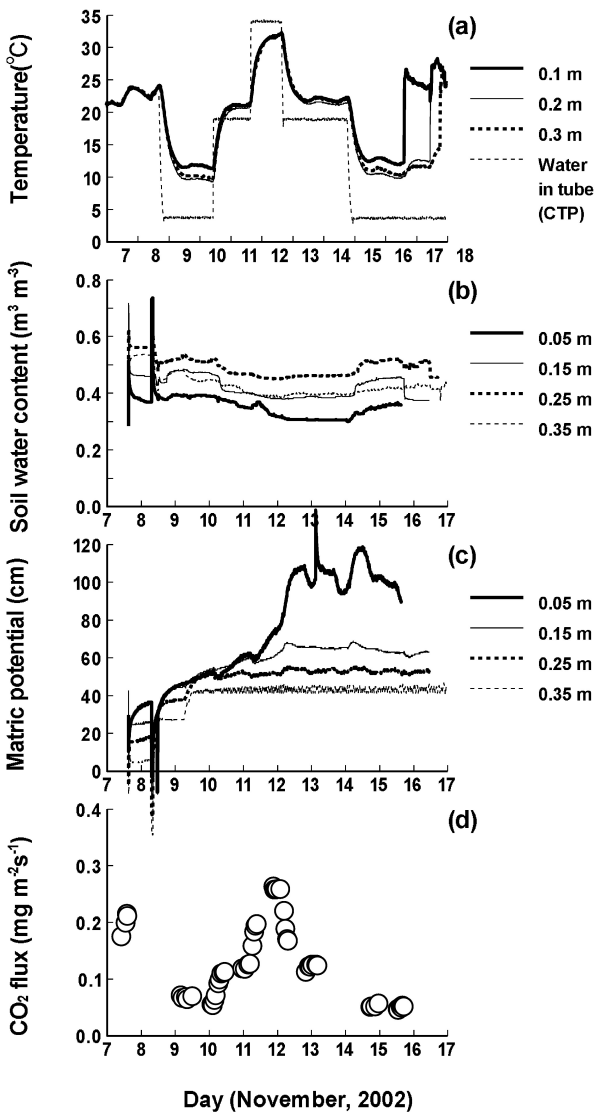 Temperature(°C)
35
30
25
20
15
10
5
0
7 8 9 10 11 12 13 14 15 16 17 18
(a)
0.1 m
0.2 m
0.3 m
Water
in tube
(CTP)
Soil water content (m³ m⁻³)
0.8
0.6
0.4
0.2
0.0
7 8 9 10 11 12 13 14 15 16 17
(b)
0.05 m
0.15 m
0.25 m
0.35 m
Matric potential (cm)
120
100
80
60
40
20
0
7 8 9 10 11 12 13 14 15 16 17
(c)
0.05 m
0.15 m
0.25 m
0.35 m
CO₂ flux (mg m⁻²s⁻¹)
0.4
0.3
0.2
0.1
0.0
7 8 9 10 11 12 13 14 15 16 17
(d)
Day (November, 2002)